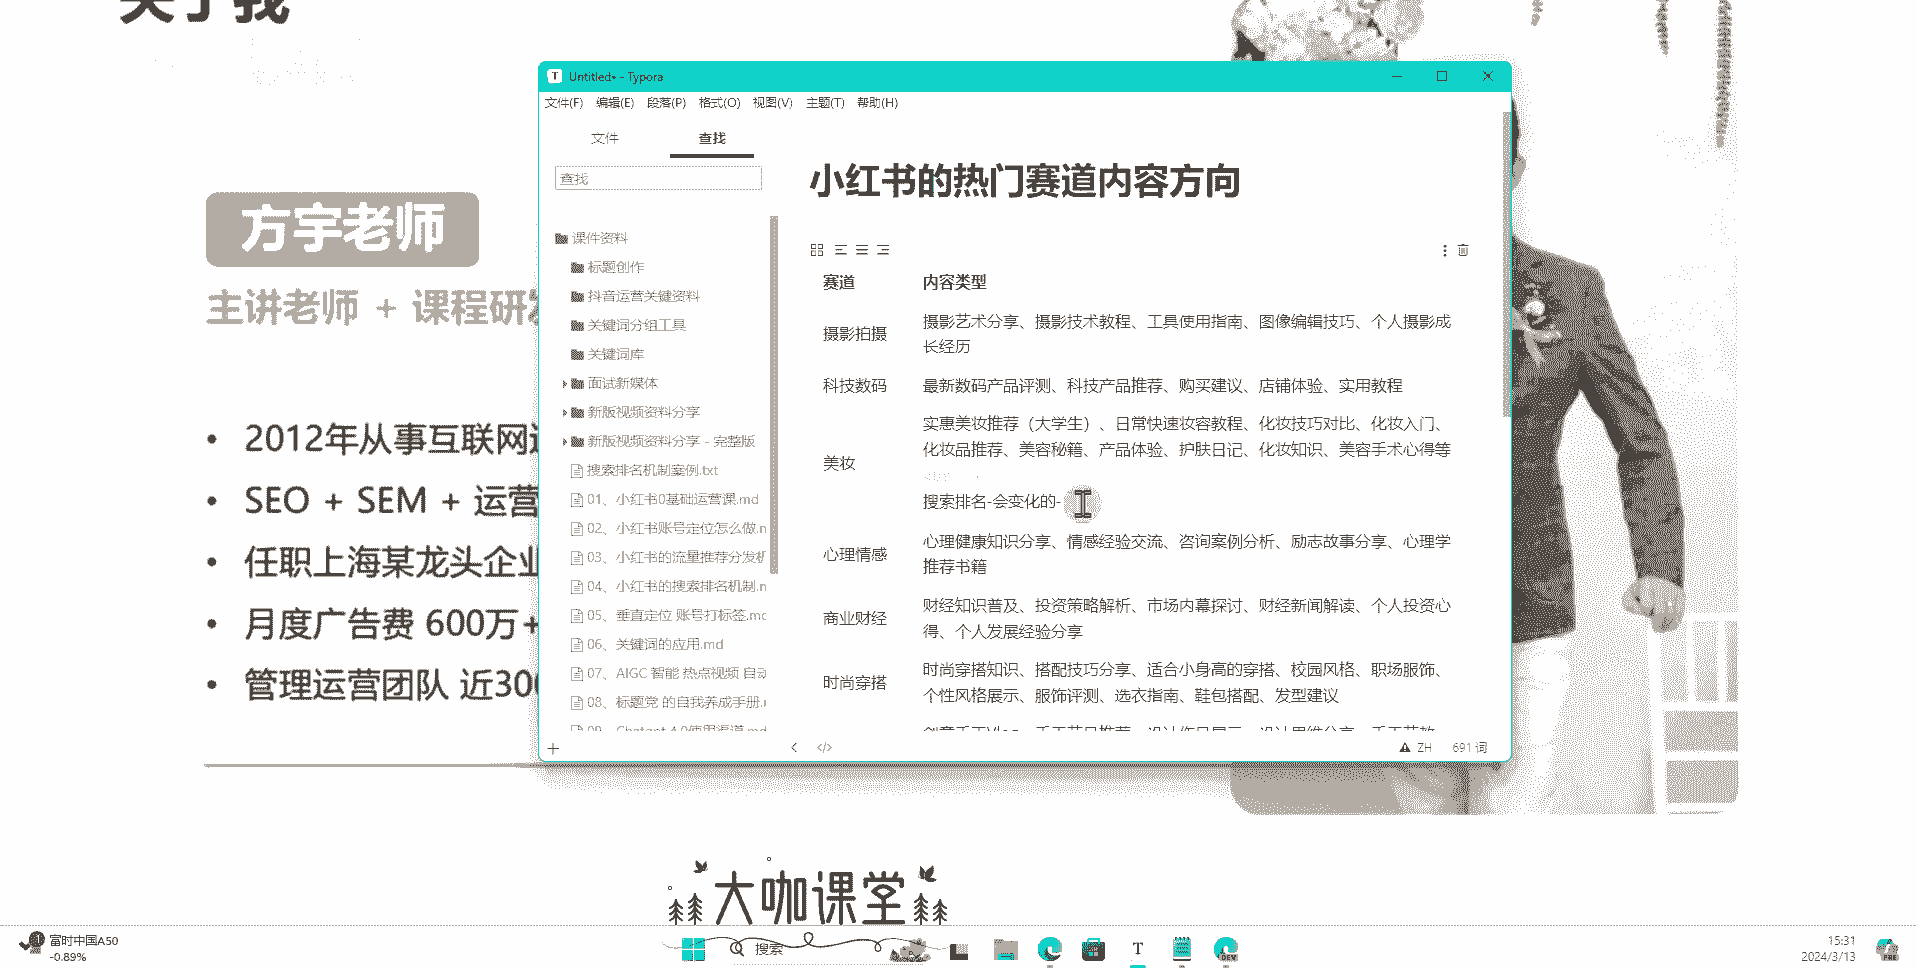 关于我
方宇老师
主讲老师 + 课程研发
2012年从事互联网
SEO + SEM + 运营
任职上海某龙头企业
月度广告费 600万+
管理运营团队 近300
Untitled• - Typora
文件(F) 编辑(E) 段落(P) 格式(O) 视图(V) 主题(T) 帮助(H)
文件 查找
查找
课件资料
标题创作
抖音运营关键资料
关键词分组工具
关键词库
面试新媒体
新版视频资料分享
新版视频资料分享 - 完整版
搜索排名机制案例.txt
01、小红书0基础运营课.md
02、小红书账号定位怎么做.m
03、小红书的流量推荐分发机
04、小红书的搜索排名机制.m
05、垂直定位 账号打标签.md
06、关键词的应用.md
07、AIGC 智能 热点视频 自动
08、标题党 的自我养成手册.m
09、Chatgpt 4.0使用渠道.md
小红书的热门赛道内容方向
赛道 内容类型
摄影拍摄 摄影艺术分享、摄影技术教程、工具使用指南、图像编辑技巧、个人摄影成
长经历
科技数码 最新数码产品评测、科技产品推荐、购买建议、店铺体验、实用教程
美妆 实惠美妆推荐（大学生）、日常快速妆容教程、化妆技巧对比、化妆入门、
化妆品推荐、美容秘籍、产品体验、护肤日记、化妆知识、美容手术心得等
搜索排名-会变化的-
心理情感 心理健康知识分享、情感经验交流、咨询案例分析、励志故事分享、心理学
推荐书籍
商业财经 财经知识普及、投资策略解析、市场内幕探讨、财经新闻解读、个人投资心
得、个人发展经验分享
时尚穿搭 时尚穿搭知识、搭配技巧分享、适合小身高的穿搭、校园风格、职场服饰、
个性风格展示、服饰评测、选衣指南、鞋包搭配、发型建议
ZH 691 词
大咖课堂
富时中国A50
-0.89%
搜索
15:31
2024/3/13